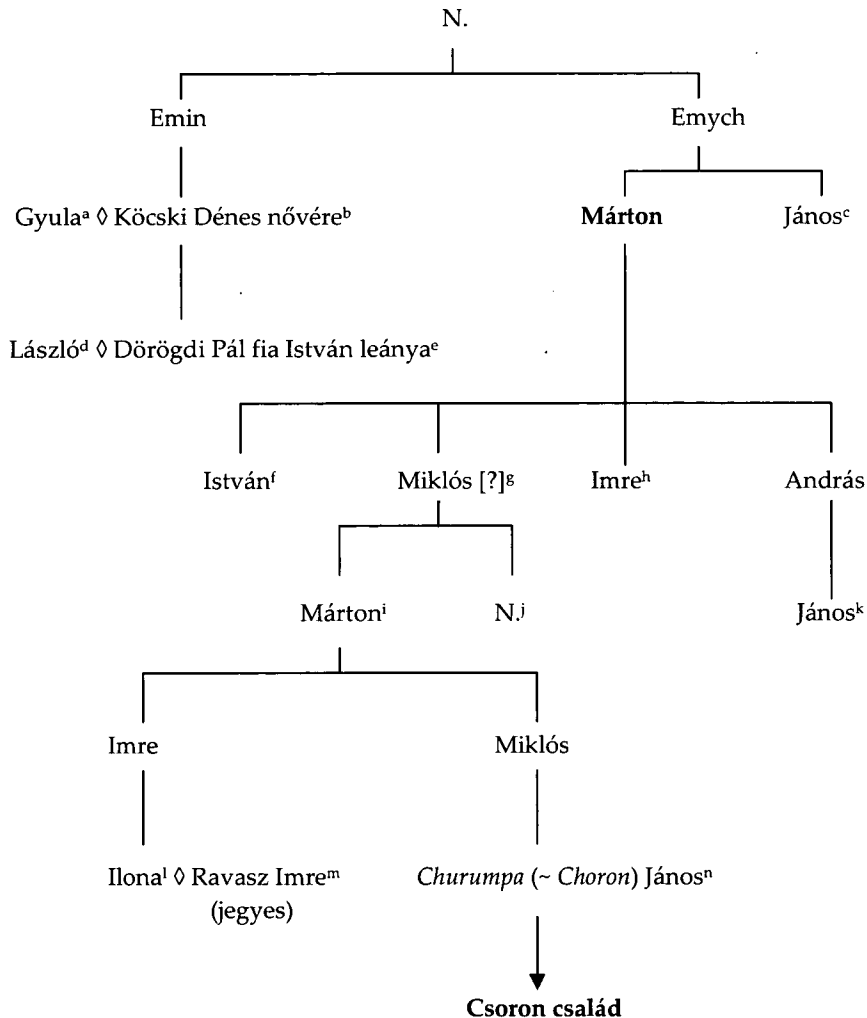 N.
Emin Emych
Gyulaᵃ ◊ Köcski Dénes nővéreᵇ Márton Jánosᶜ
Lászlóᵈ ◊ Dörögdi Pál fia István leányaᵉ
Istvánᶠ Miklós [?]ᵍ Imreʰ András
Mártonⁱ N.ʲ Jánosᵏ
Imre Miklós
Ilonaˡ ◊ Ravasz Imreᵐ Churumpa (~ Choron) Jánosⁿ
(jegyes)
Csoron család